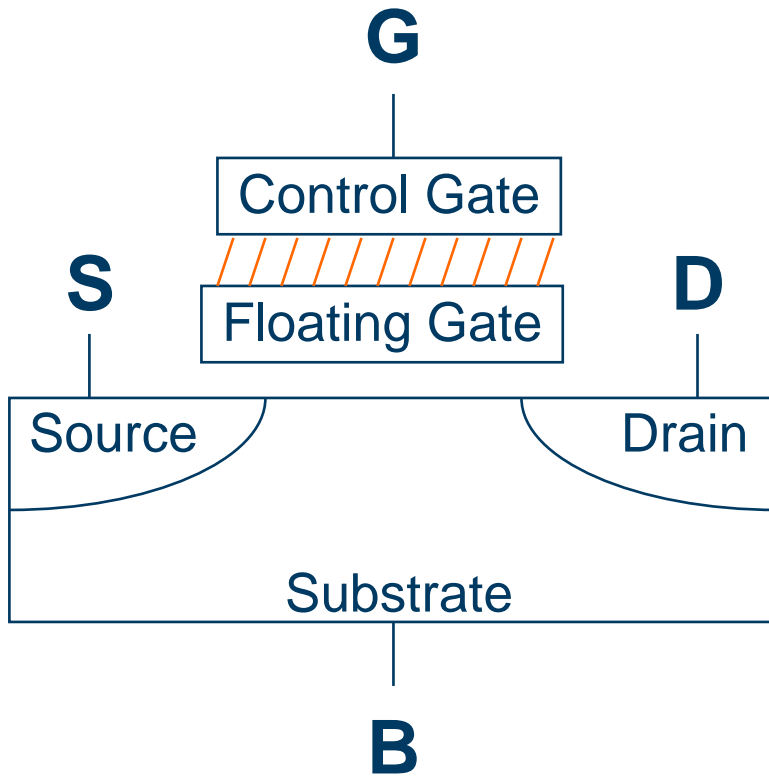 G
Control Gate
S
D
Floating Gate
Source
Drain
Substrate
B